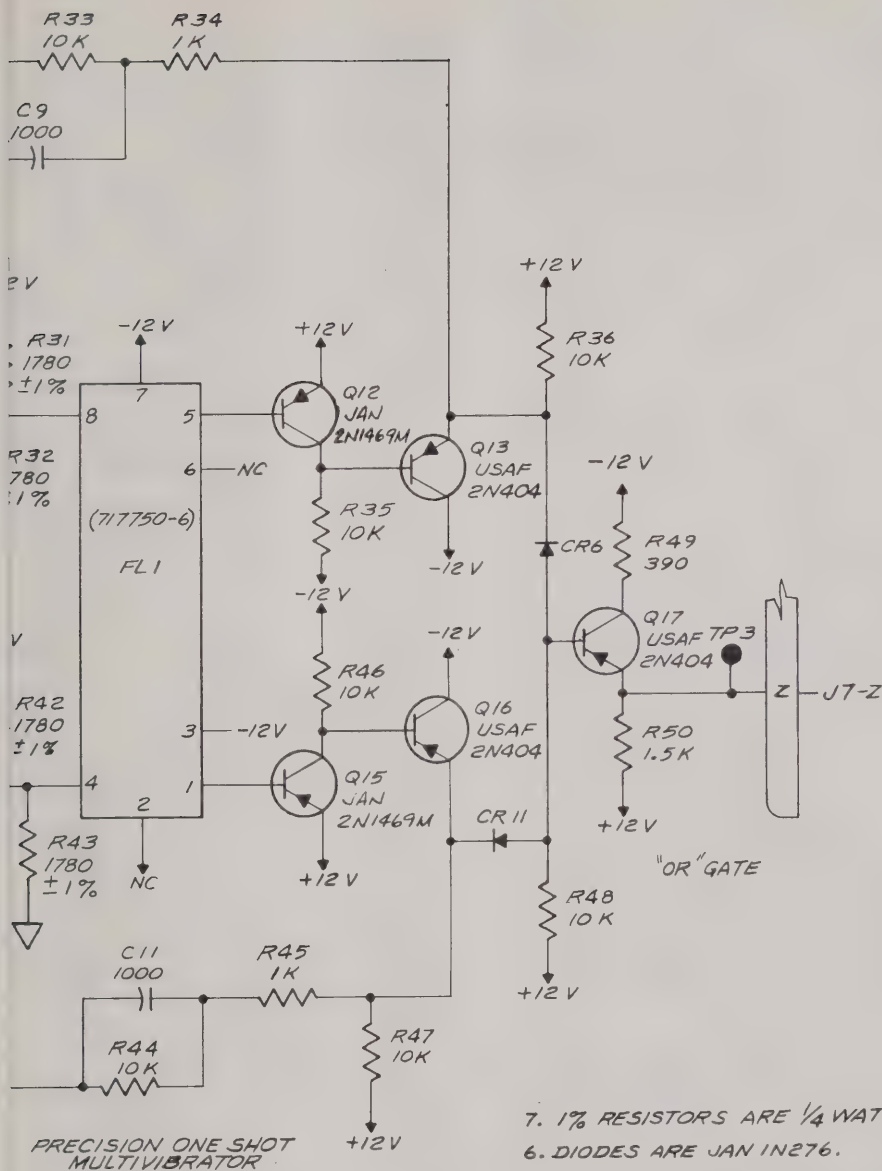 R33
10K
R34
1K
C9
1000
+12V
2V
R31
1780
±1%
-12V
+12V
R36
10K
7
8
5
Q12
JAN
2N1469M
Q13
USAF
2N404
R32
780
1%
6
NC
(717750-6)
FL1
R35
10K
-12V
-12V
-12V
CR6
R49
390
V
-12V
Q17
USAF
2N404
TP3
R46
10K
Q16
USAF
2N404
Z
J7-Z
R42
1780
±1%
3
-12V
R50
1.5K
4
1
2
Q15
JAN
2N1469M
CR11
+12V
R43
1780
±1%
NC
+12V
"OR" GATE
R48
10K
C11
1000
R45
1K
+12V
R44
10K
R47
10K
+12V
PRECISION ONE SHOT
MULTIVIBRATOR
7. 1% RESISTORS ARE 1/4 WAT
6. DIODES ARE JAN IN276.